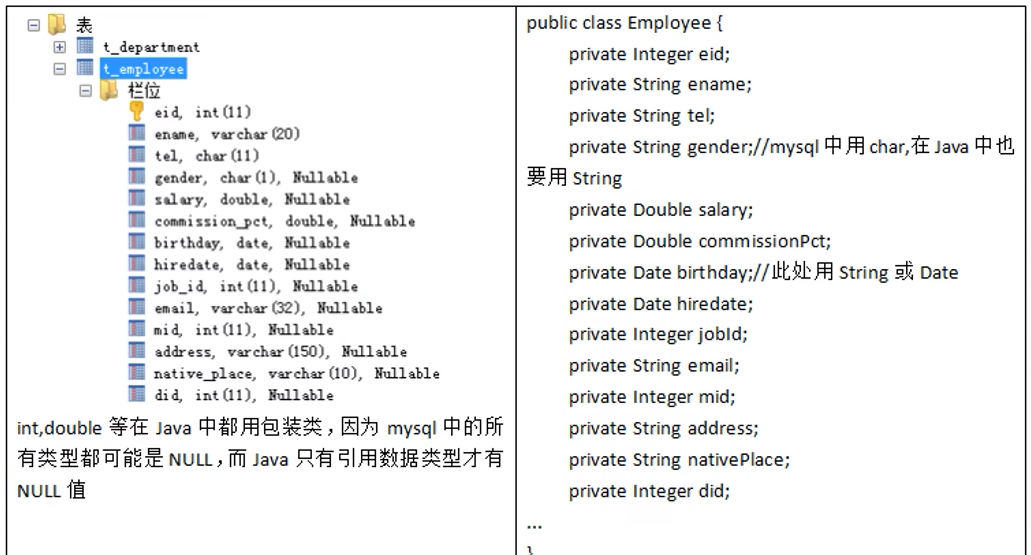 表
t_department
t_employee
栏位
eid, int(11)
ename, varchar(20)
tel, char(11)
gender, char(1), Nullable
salary, double, Nullable
commission_pct, double, Nullable
birthday, date, Nullable
hiredate, date, Nullable
job_id, int(11), Nullable
email, varchar(32), Nullable
mid, int(11), Nullable
address, varchar(150), Nullable
native_place, varchar(10), Nullable
did, int(11), Nullable
int,double 等在 Java 中都用包装类，因为 mysql 中的所
有类型都可能是 NULL，而 Java 只有引用数据类型才有
NULL 值
public class Employee {
private Integer eid;
private String ename;
private String tel;
private String gender;//mysql 中用 char,在 Java 中也
要用 String
private Double salary;
private Double commissionPct;
private Date birthday;//此处用 String 或 Date
private Date hiredate;
private Integer jobId;
private String email;
private Integer mid;
private String address;
private String nativePlace;
private Integer did;
...
}